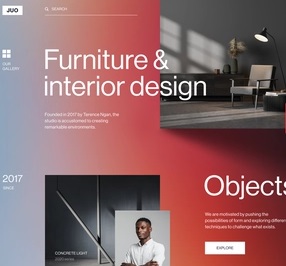 JUO
SEARCH
OUR
GALLERY
Furniture &
interior design
Founded in 2017 by Terence Ngan, the
studio is accustomed to creating
remarkable environments.
2017
SINCE
Objects
We are motivated by pushing the
possibilities of form and exploring different
techniques to challenge what exists.
CONCRETE LIGHT
EXPLORE